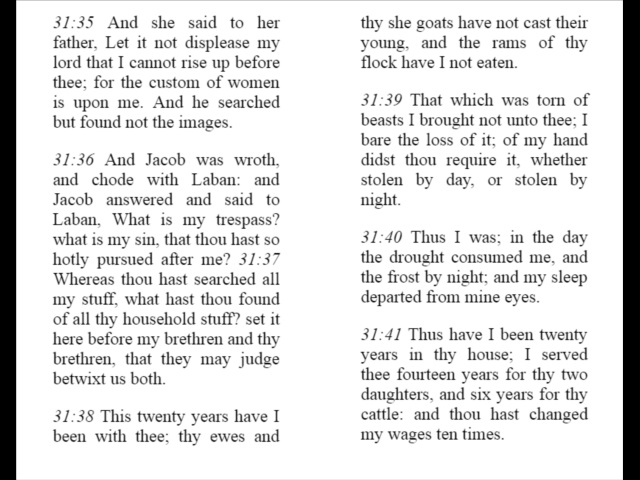 31:35 And she said to her
father, Let it not displease my
lord that I cannot rise up before
thee; for the custom of women
is upon me. And he searched
but found not the images.
31:36 And Jacob was wroth,
and chode with Laban: and
Jacob answered and said to
Laban, What is my trespass?
what is my sin, that thou hast so
hotly pursued after me? 31:37
Whereas thou hast searched all
my stuff, what hast thou found
of all thy household stuff? set it
here before my brethren and thy
brethren, that they may judge
betwixt us both.
31:38 This twenty years have I
been with thee; thy ewes and
thy she goats have not cast their
young, and the rams of thy
flock have I not eaten.
31:39 That which was torn of
beasts I brought not unto thee; I
bare the loss of it; of my hand
didst thou require it, whether
stolen by day, or stolen by
night.
31:40 Thus I was; in the day
the drought consumed me, and
the frost by night; and my sleep
departed from mine eyes.
31:41 Thus have I been twenty
years in thy house; I served
thee fourteen years for thy two
daughters, and six years for thy
cattle: and thou hast changed
my wages ten times.